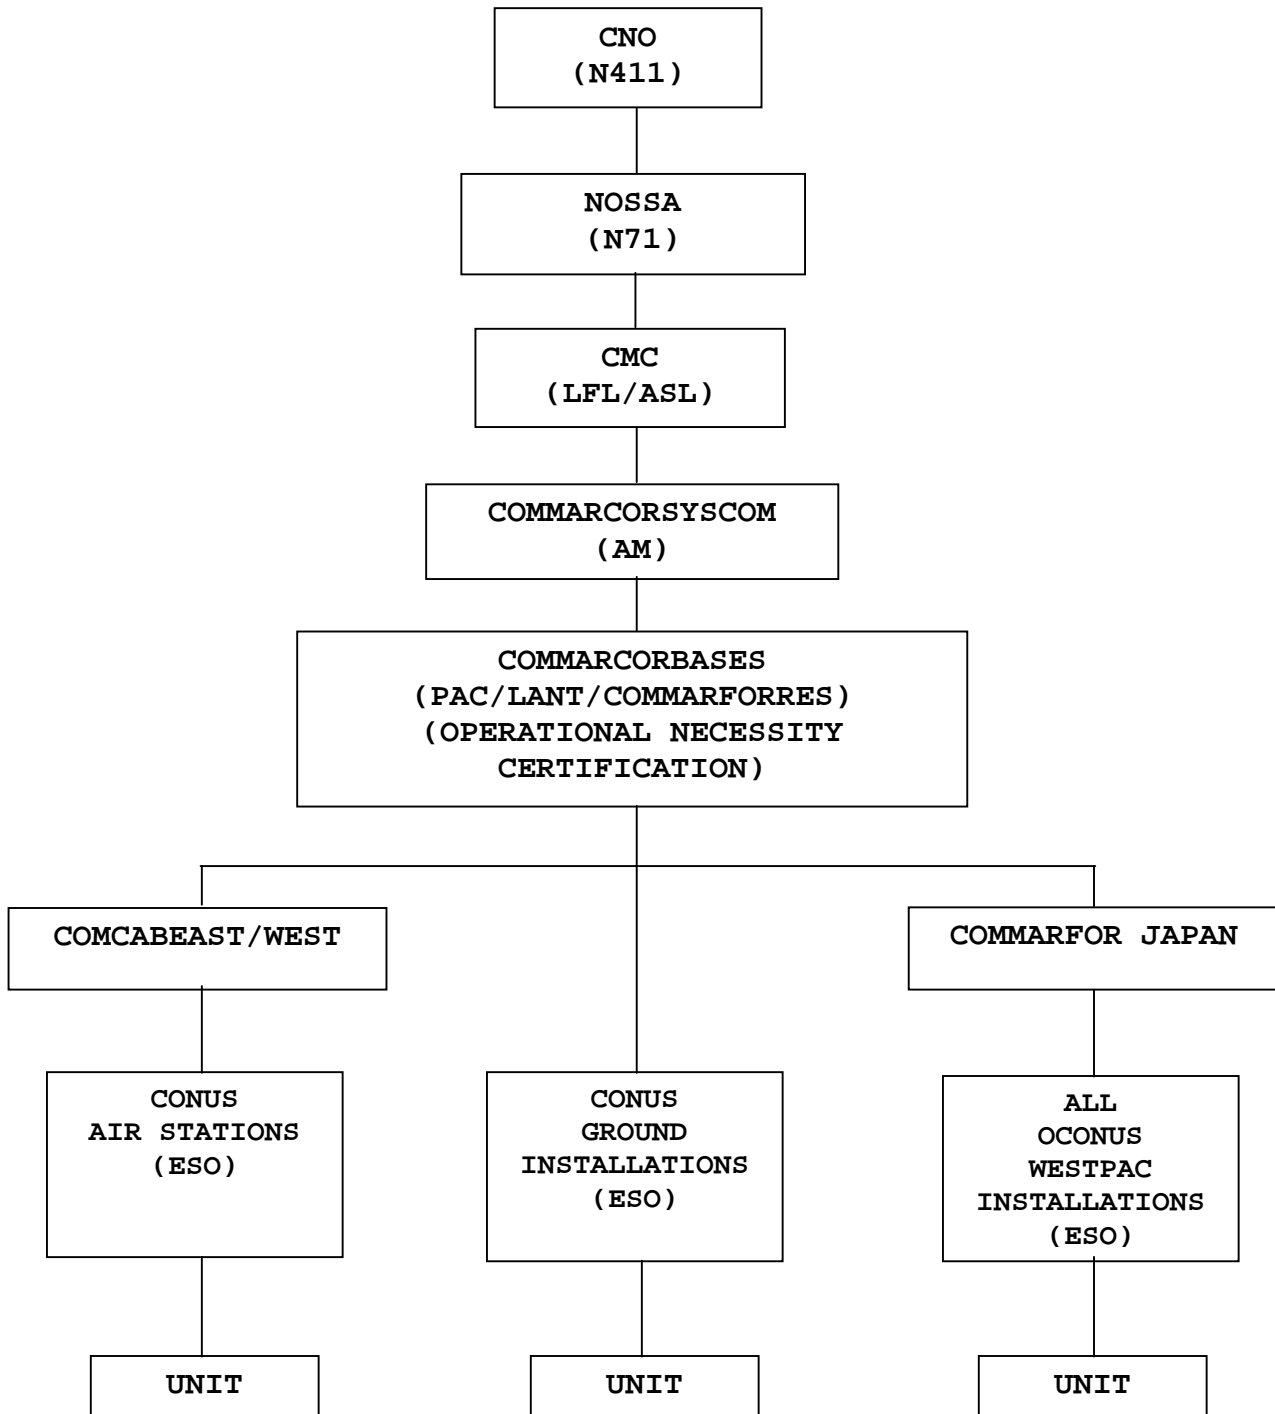 CNO
(N411)
NOSSA
(N71)
CMC
(LFL/ASL)
COMMARCORSYSCOM
(AM)
COMMARCORBASES
(PAC/LANT/COMMARFORRES)
(OPERATIONAL NECESSITY
CERTIFICATION)
COMCABEAST/WEST
COMMARFOR JAPAN
CONUS
AIR STATIONS
(ESO)
CONUS
GROUND
INSTALLATIONS
(ESO)
ALL
OCONUS
WESTPAC
INSTALLATIONS
(ESO)
UNIT
UNIT
UNIT